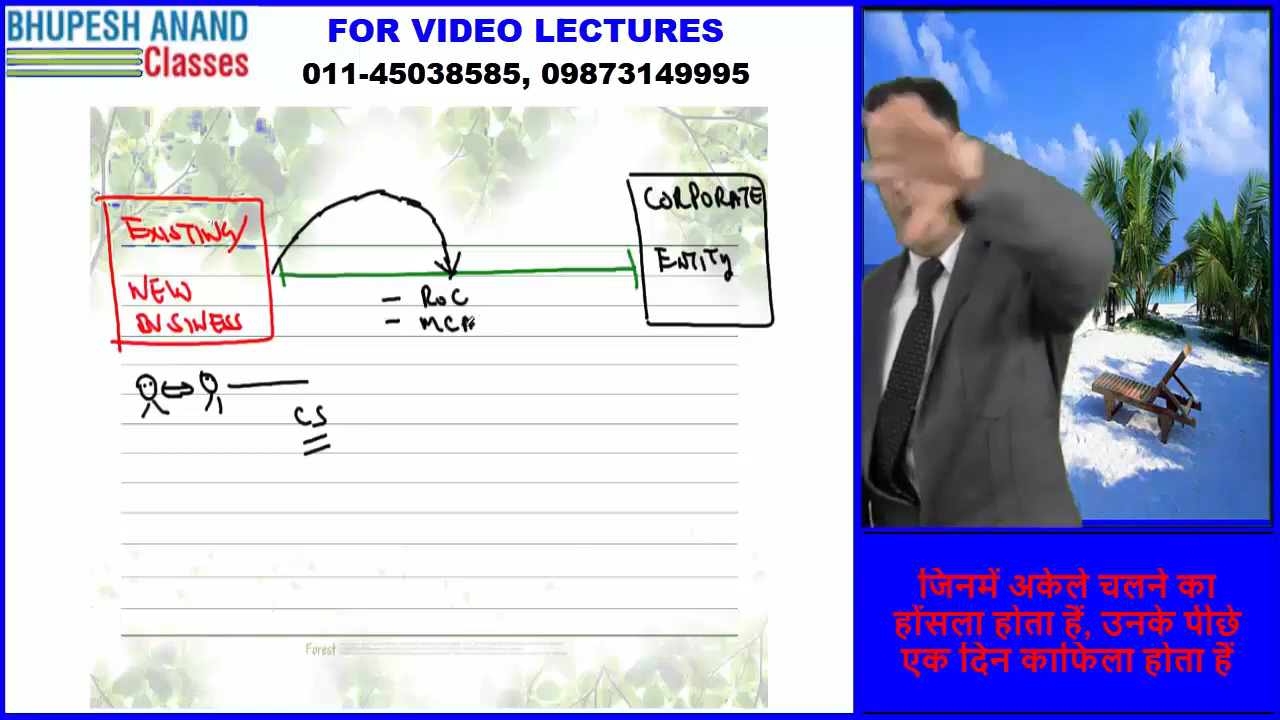 BHUPESH ANAND
Classes
FOR VIDEO LECTURES
011-45038585, 09873149995
EXISTING/
NEW
BUSINESS
CORPORATE
ENTITY
- ROC
- MCA
CS
Forest
जिनमें अकेले चलने का
होंसला होता हैं, उनके पीछे
एक दिन काफिला होता हैं